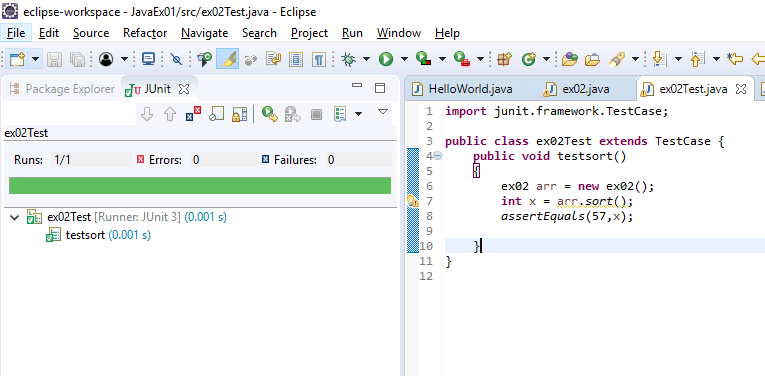 eclipse-workspace - JavaEx01/src/ex02Test.java - Eclipse
File Edit Source Refactor Navigate Search Project Run Window Help
Package Explorer JUnit
HelloWorld.java ex02.java ex02Test.java
ex02Test
Runs: 1/1 Errors: 0 Failures: 0
ex02Test [Runner: JUnit 3] (0.001 s)
testsort (0.001 s)
1 import junit.framework.TestCase;
2
3 public class ex02Test extends TestCase {
4 public void testsort()
5 {
6 ex02 arr = new ex02();
7 int x = arr.sort();
8 assertEquals(57,x);
9
10 }
11 }
12